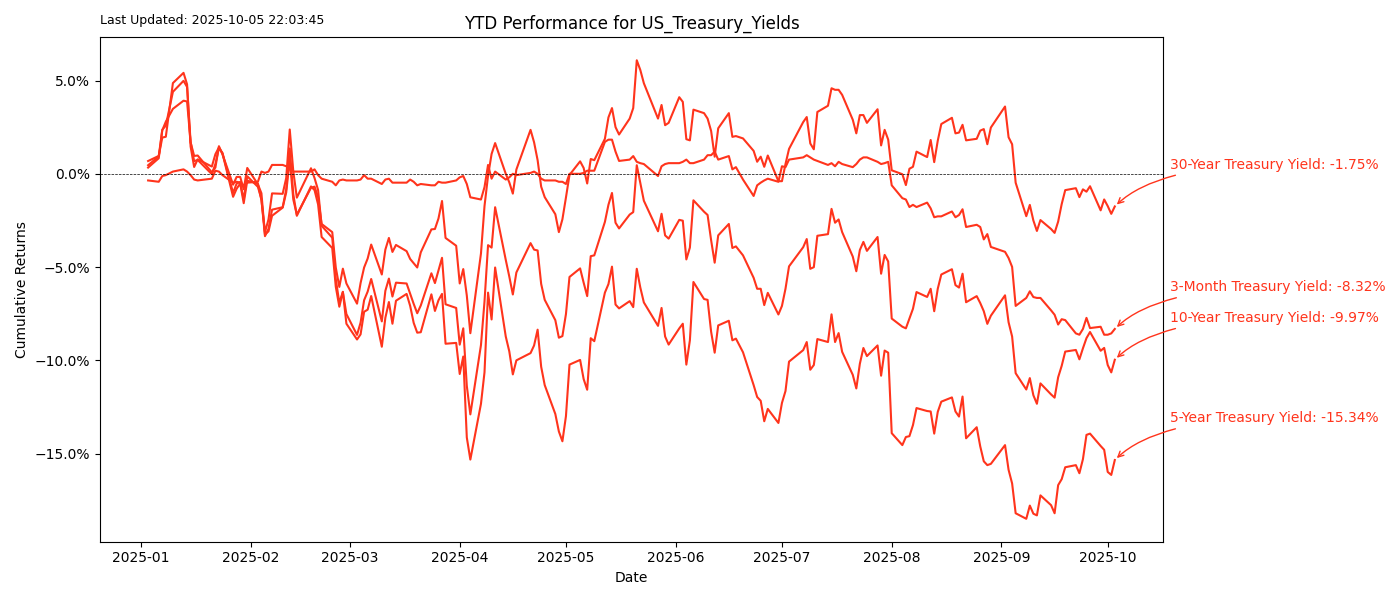 Last Updated: 2025-10-05 22:03:45
YTD Performance for US_Treasury_Yields
Cumulative Returns
5.0%
0.0%
−5.0%
−10.0%
−15.0%
30-Year Treasury Yield: -1.75%
3-Month Treasury Yield: -8.32%
10-Year Treasury Yield: -9.97%
5-Year Treasury Yield: -15.34%
2025-01
2025-02
2025-03
2025-04
2025-05
2025-06
2025-07
2025-08
2025-09
2025-10
Date